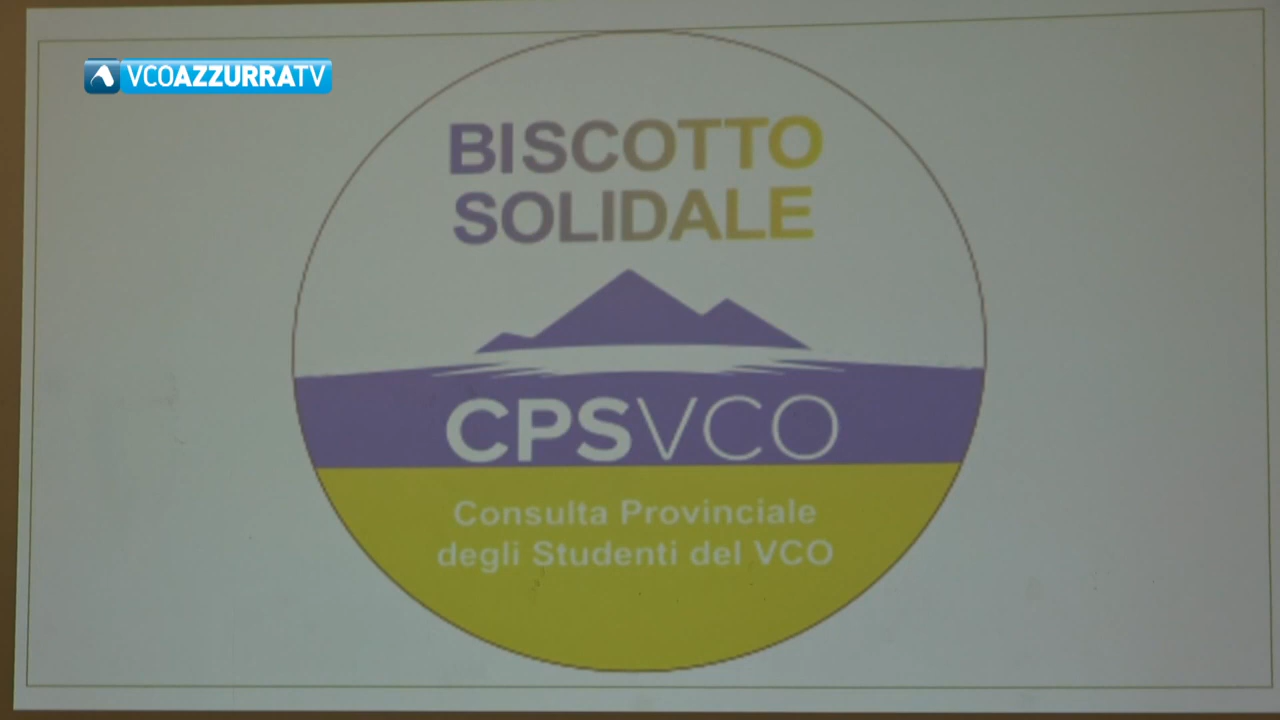 VCOAZZURRATV
BISCOTTO
SOLIDALE
CPSVCO
Consulta Provinciale
degli Studenti del VCO